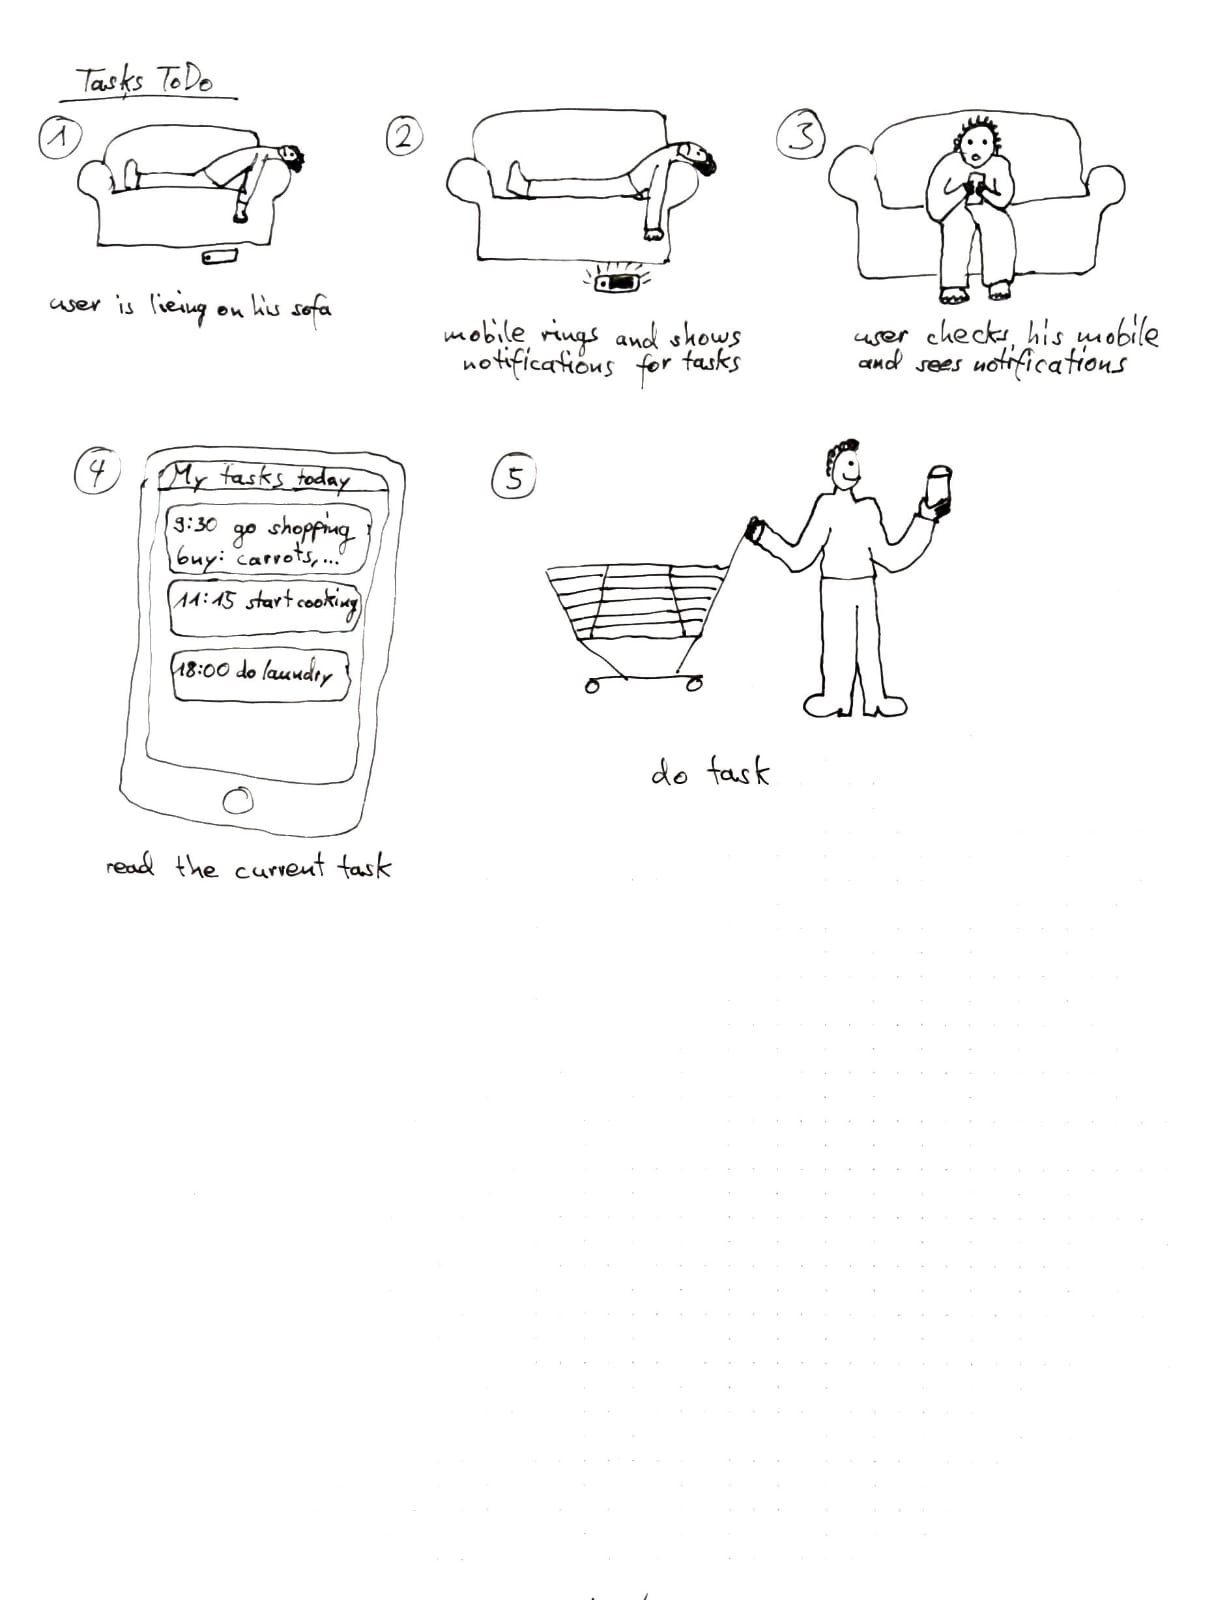 Tasks ToDo
1
user is lieing on his sofa
2
mobile rings and shows
notifications for tasks
3
user checks his mobile
and sees notifications
4
My tasks today
9:30 go shopping
buy: carrots,...
11:15 start cooking
18:00 do laundry
read the current task
5
do task